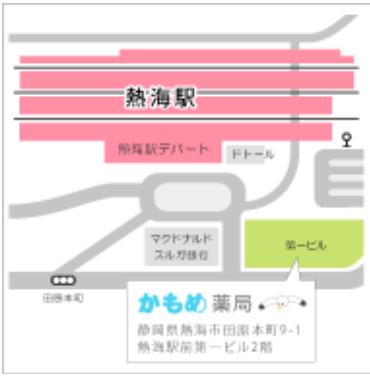 熱海駅
熱海駅デパート
ドトール
マクドナルド
スルガ銀行
第一ビル
田原本町
かもめ薬局
静岡県熱海市田原本町9-1
熱海駅前第一ビル2階